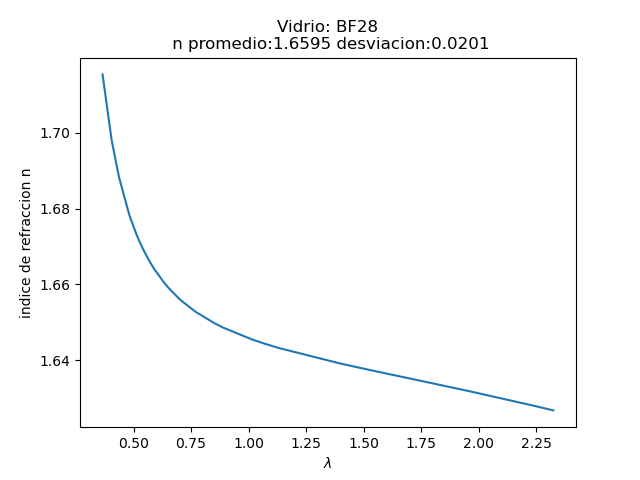 Vidrio: BF28
n promedio:1.6595 desviacion:0.0201
1.70
1.68
1.66
1.64
indice de refraccion n
0.50 0.75 1.00 1.25 1.50 1.75 2.00 2.25
λ